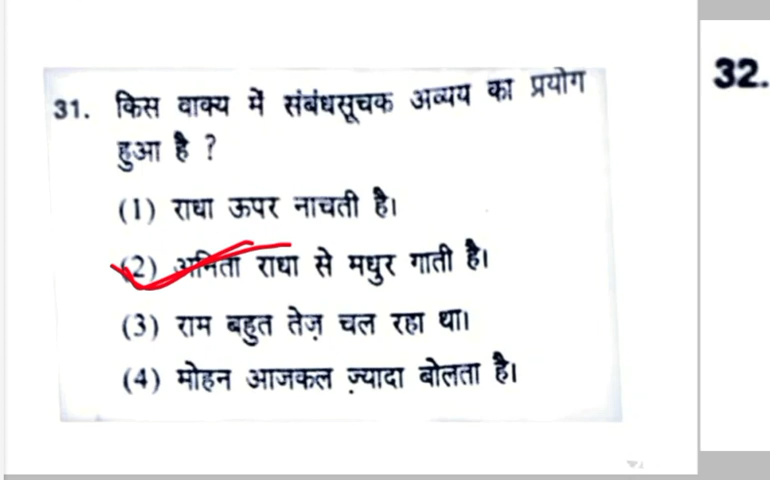 31. किस वाक्य में संबंधसूचक अव्यय का प्रयोग
हुआ है ?
(1) राधा ऊपर नाचती है।
(2) अमिता राधा से मधुर गाती है।
(3) राम बहुत तेज़ चल रहा था।
(4) मोहन आजकल ज़्यादा बोलता है।
32.